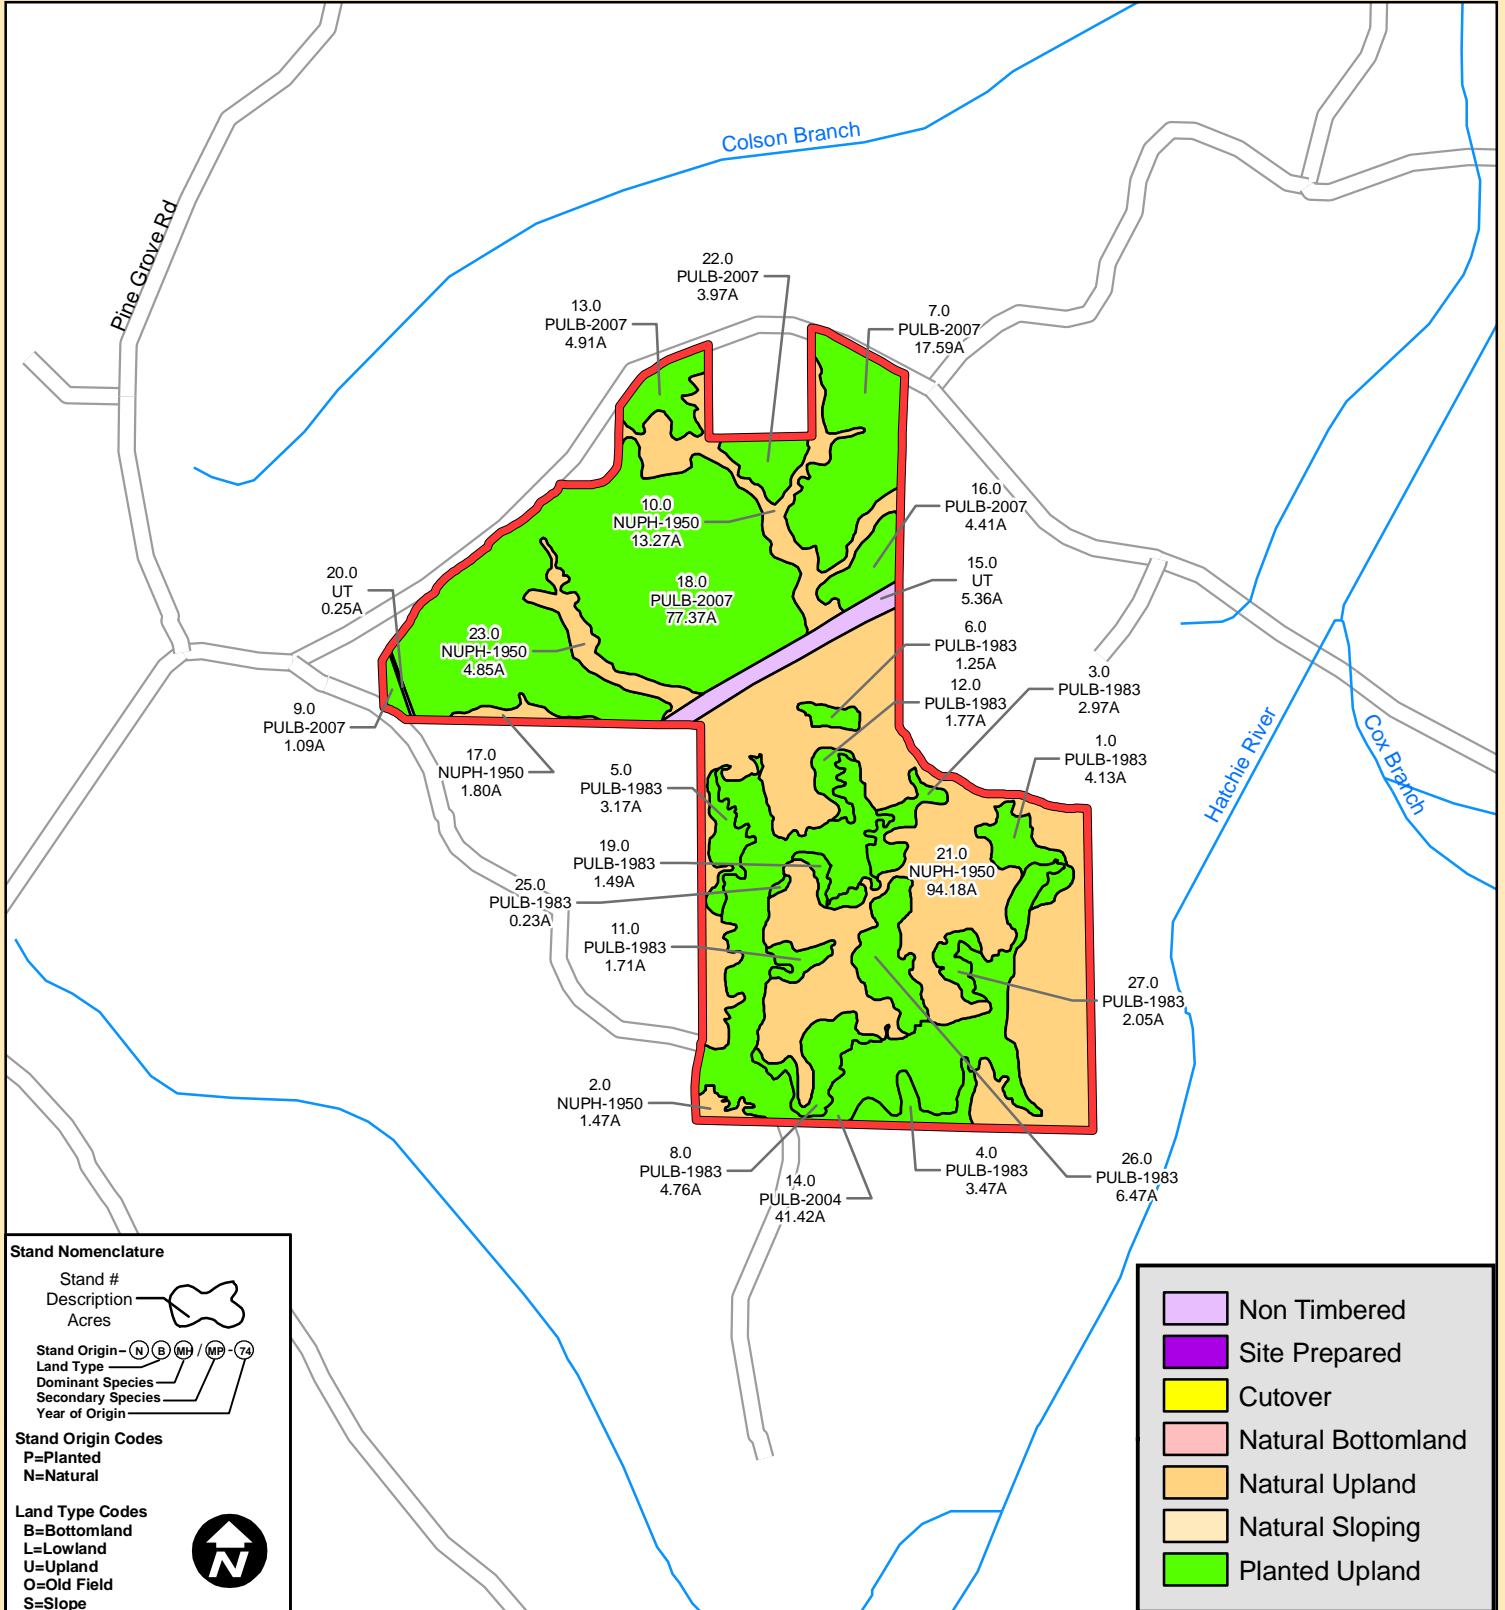 Colson Branch
Pine Grove Rd
22.0
PULB-2007
3.97A
13.0
PULB-2007
4.91A
7.0
PULB-2007
17.59A
10.0
NUPH-1950
13.27A
16.0
PULB-2007
4.41A
15.0
UT
5.36A
20.0
UT
0.25A
18.0
PULB-2007
77.37A
6.0
PULB-1983
1.25A
23.0
NUPH-1950
4.85A
12.0
PULB-1983
1.77A
3.0
PULB-1983
2.97A
9.0
PULB-2007
1.09A
17.0
NUPH-1950
1.80A
5.0
PULB-1983
3.17A
1.0
PULB-1983
4.13A
Hatchie River
Cox Branch
19.0
PULB-1983
1.49A
21.0
NUPH-1950
94.18A
25.0
PULB-1983
0.23A
11.0
PULB-1983
1.71A
27.0
PULB-1983
2.05A
2.0
NUPH-1950
1.47A
8.0
PULB-1983
4.76A
14.0
PULB-2004
41.42A
4.0
PULB-1983
3.47A
26.0
PULB-1983
6.47A
Stand Nomenclature
Stand #
Description
Acres
Stand Origin- N B MH / MP - 74
Land Type
Dominant Species
Secondary Species
Year of Origin
Stand Origin Codes
P=Planted
N=Natural
Land Type Codes
B=Bottomland
L=Lowland
U=Upland
O=Old Field
S=Slope
N
Non Timbered
Site Prepared
Cutover
Natural Bottomland
Natural Upland
Natural Sloping
Planted Upland